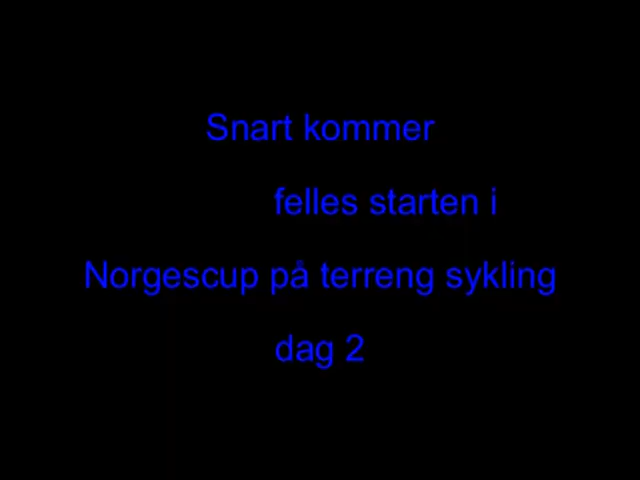 Snart kommer
felles starten i
Norgescup på terreng sykling
dag 2